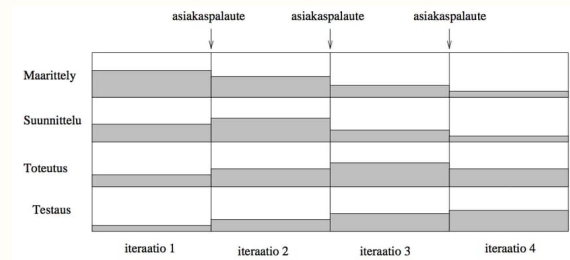 asiakaspalaute asiakaspalaute asiakaspalaute
Maarittely
Suunnittelu
Toteutus
Testaus
iteraatio 1 iteraatio 2 iteraatio 3 iteraatio 4